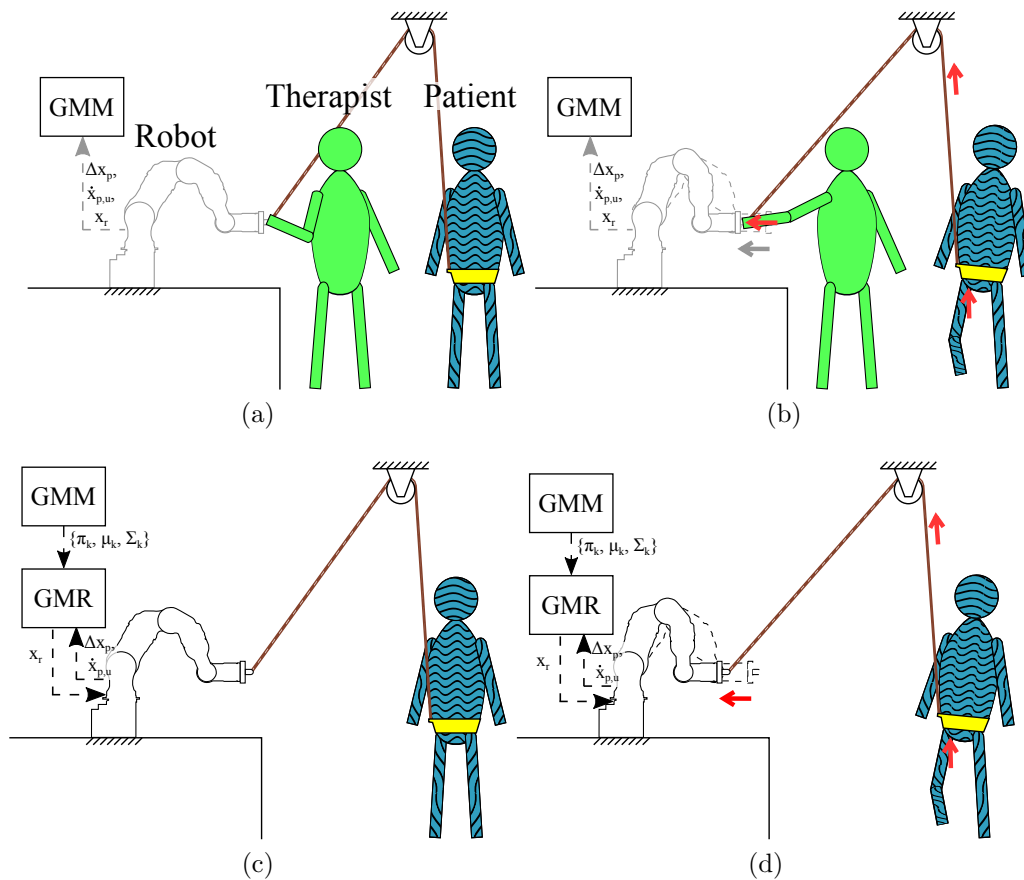 GMM
Robot
Therapist
Patient
Δx_p,
ẋ_p,u,
x_r
(a)
GMM
Δx_p,
ẋ_p,u,
x_r
(b)
GMM
{π_k, μ_k, Σ_k}
GMR
x_r
Δx_p,
ẋ_p,u
(c)
GMM
{π_k, μ_k, Σ_k}
GMR
x_r
Δx_p,
ẋ_p,u
(d)